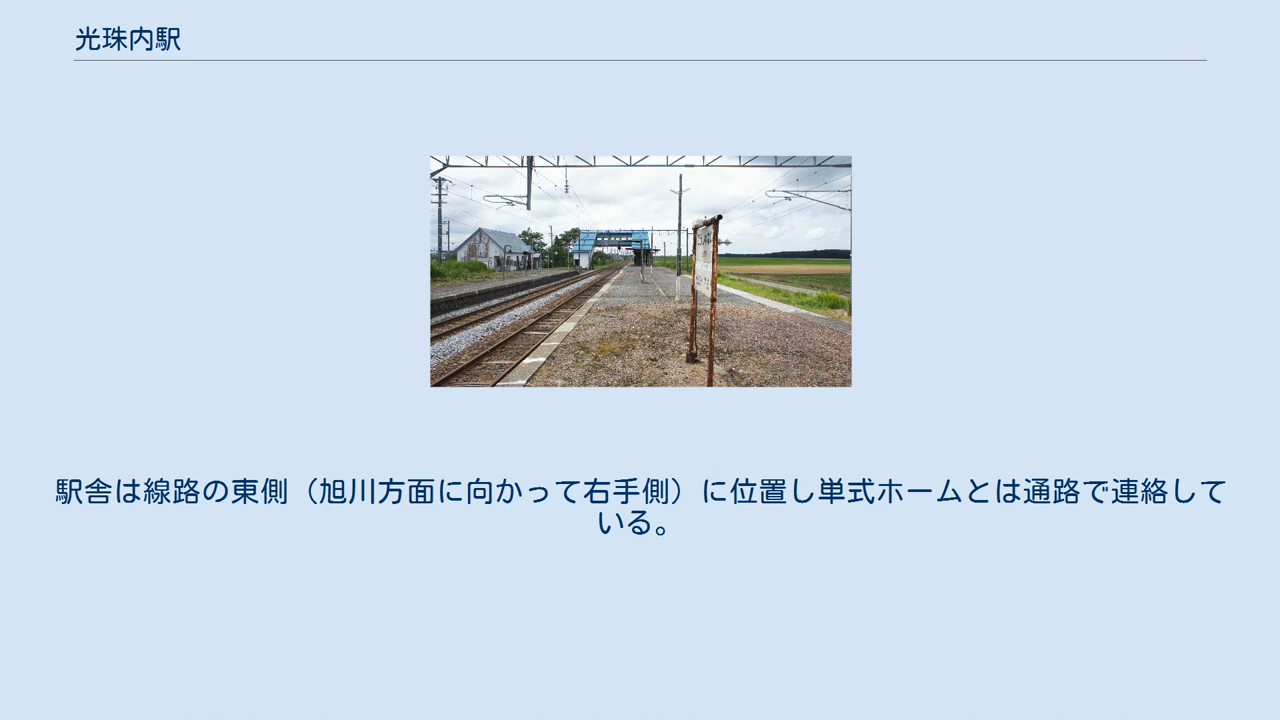 光珠内駅
駅舎は線路の東側（旭川方面に向かって右手側）に位置し単式ホームとは通路で連絡して
いる。